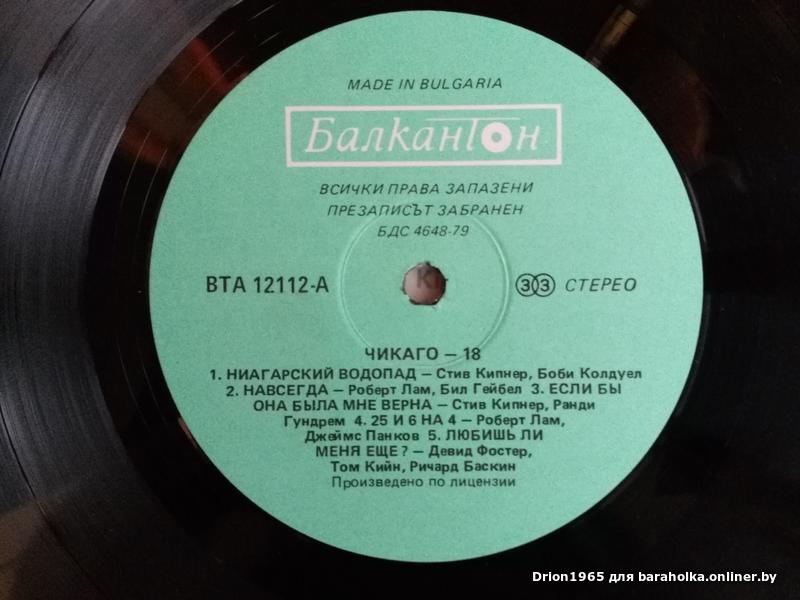 MADE IN BULGARIA
Балкантон
ВСИЧКИ ПРАВА ЗАПАЗЕНИ
ПРЕЗАПИСЪТ ЗАБРАНЕН
БДС 4648-79
ВТА 12112-А
33 СТЕРЕО
ЧИКАГО – 18
1. НИАГАРСКИЙ ВОДОПАД – Стив Кипнер, Боби Колдуел
2. НАВСЕГДА – Роберт Лам, Бил Гейбел 3. ЕСЛИ БЫ
ОНА БЫЛА МНЕ ВЕРНА – Стив Кипнер, Ранди
Гундрем 4. 25 И 6 НА 4 – Роберт Лам,
Джеймс Панков 5. ЛЮБИШЬ ЛИ
МЕНЯ ЕЩЕ? – Девид Фостер,
Том Кийн, Ричард Баскин
Произведено по лицензии
Drion1965 для baraholka.onliner.by